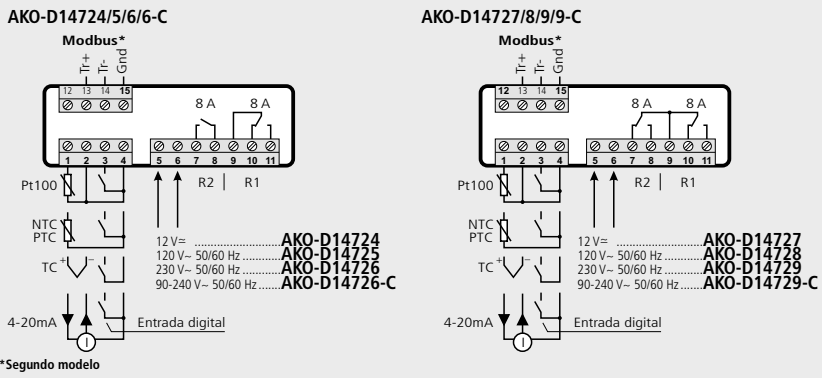 AKO-D14724/5/6/6-C
Modbus*
Tr+ Tr- Gnd
12 13 14 15
8 A 8 A
1 2 3 4 5 6 7 8 9 10 11
Pt100
R2 | R1
NTC
PTC
TC + −
12 V⎓ ........................AKO-D14724
120 V~ 50/60 Hz ..........AKO-D14725
230 V~ 50/60 Hz ..........AKO-D14726
90-240 V~ 50/60 Hz ......AKO-D14726-C
4-20mA
I
Entrada digital
*Segundo modelo
AKO-D14727/8/9/9-C
Modbus*
Tr+ Tr- Gnd
12 13 14 15
8 A 8 A
1 2 3 4 5 6 7 8 9 10 11
Pt100
R2 | R1
NTC
PTC
TC + −
12 V⎓ ........................AKO-D14727
120 V~ 50/60 Hz ..........AKO-D14728
230 V~ 50/60 Hz ..........AKO-D14729
90-240 V~ 50/60 Hz .......AKO-D14729-C
4-20mA
I
Entrada digital